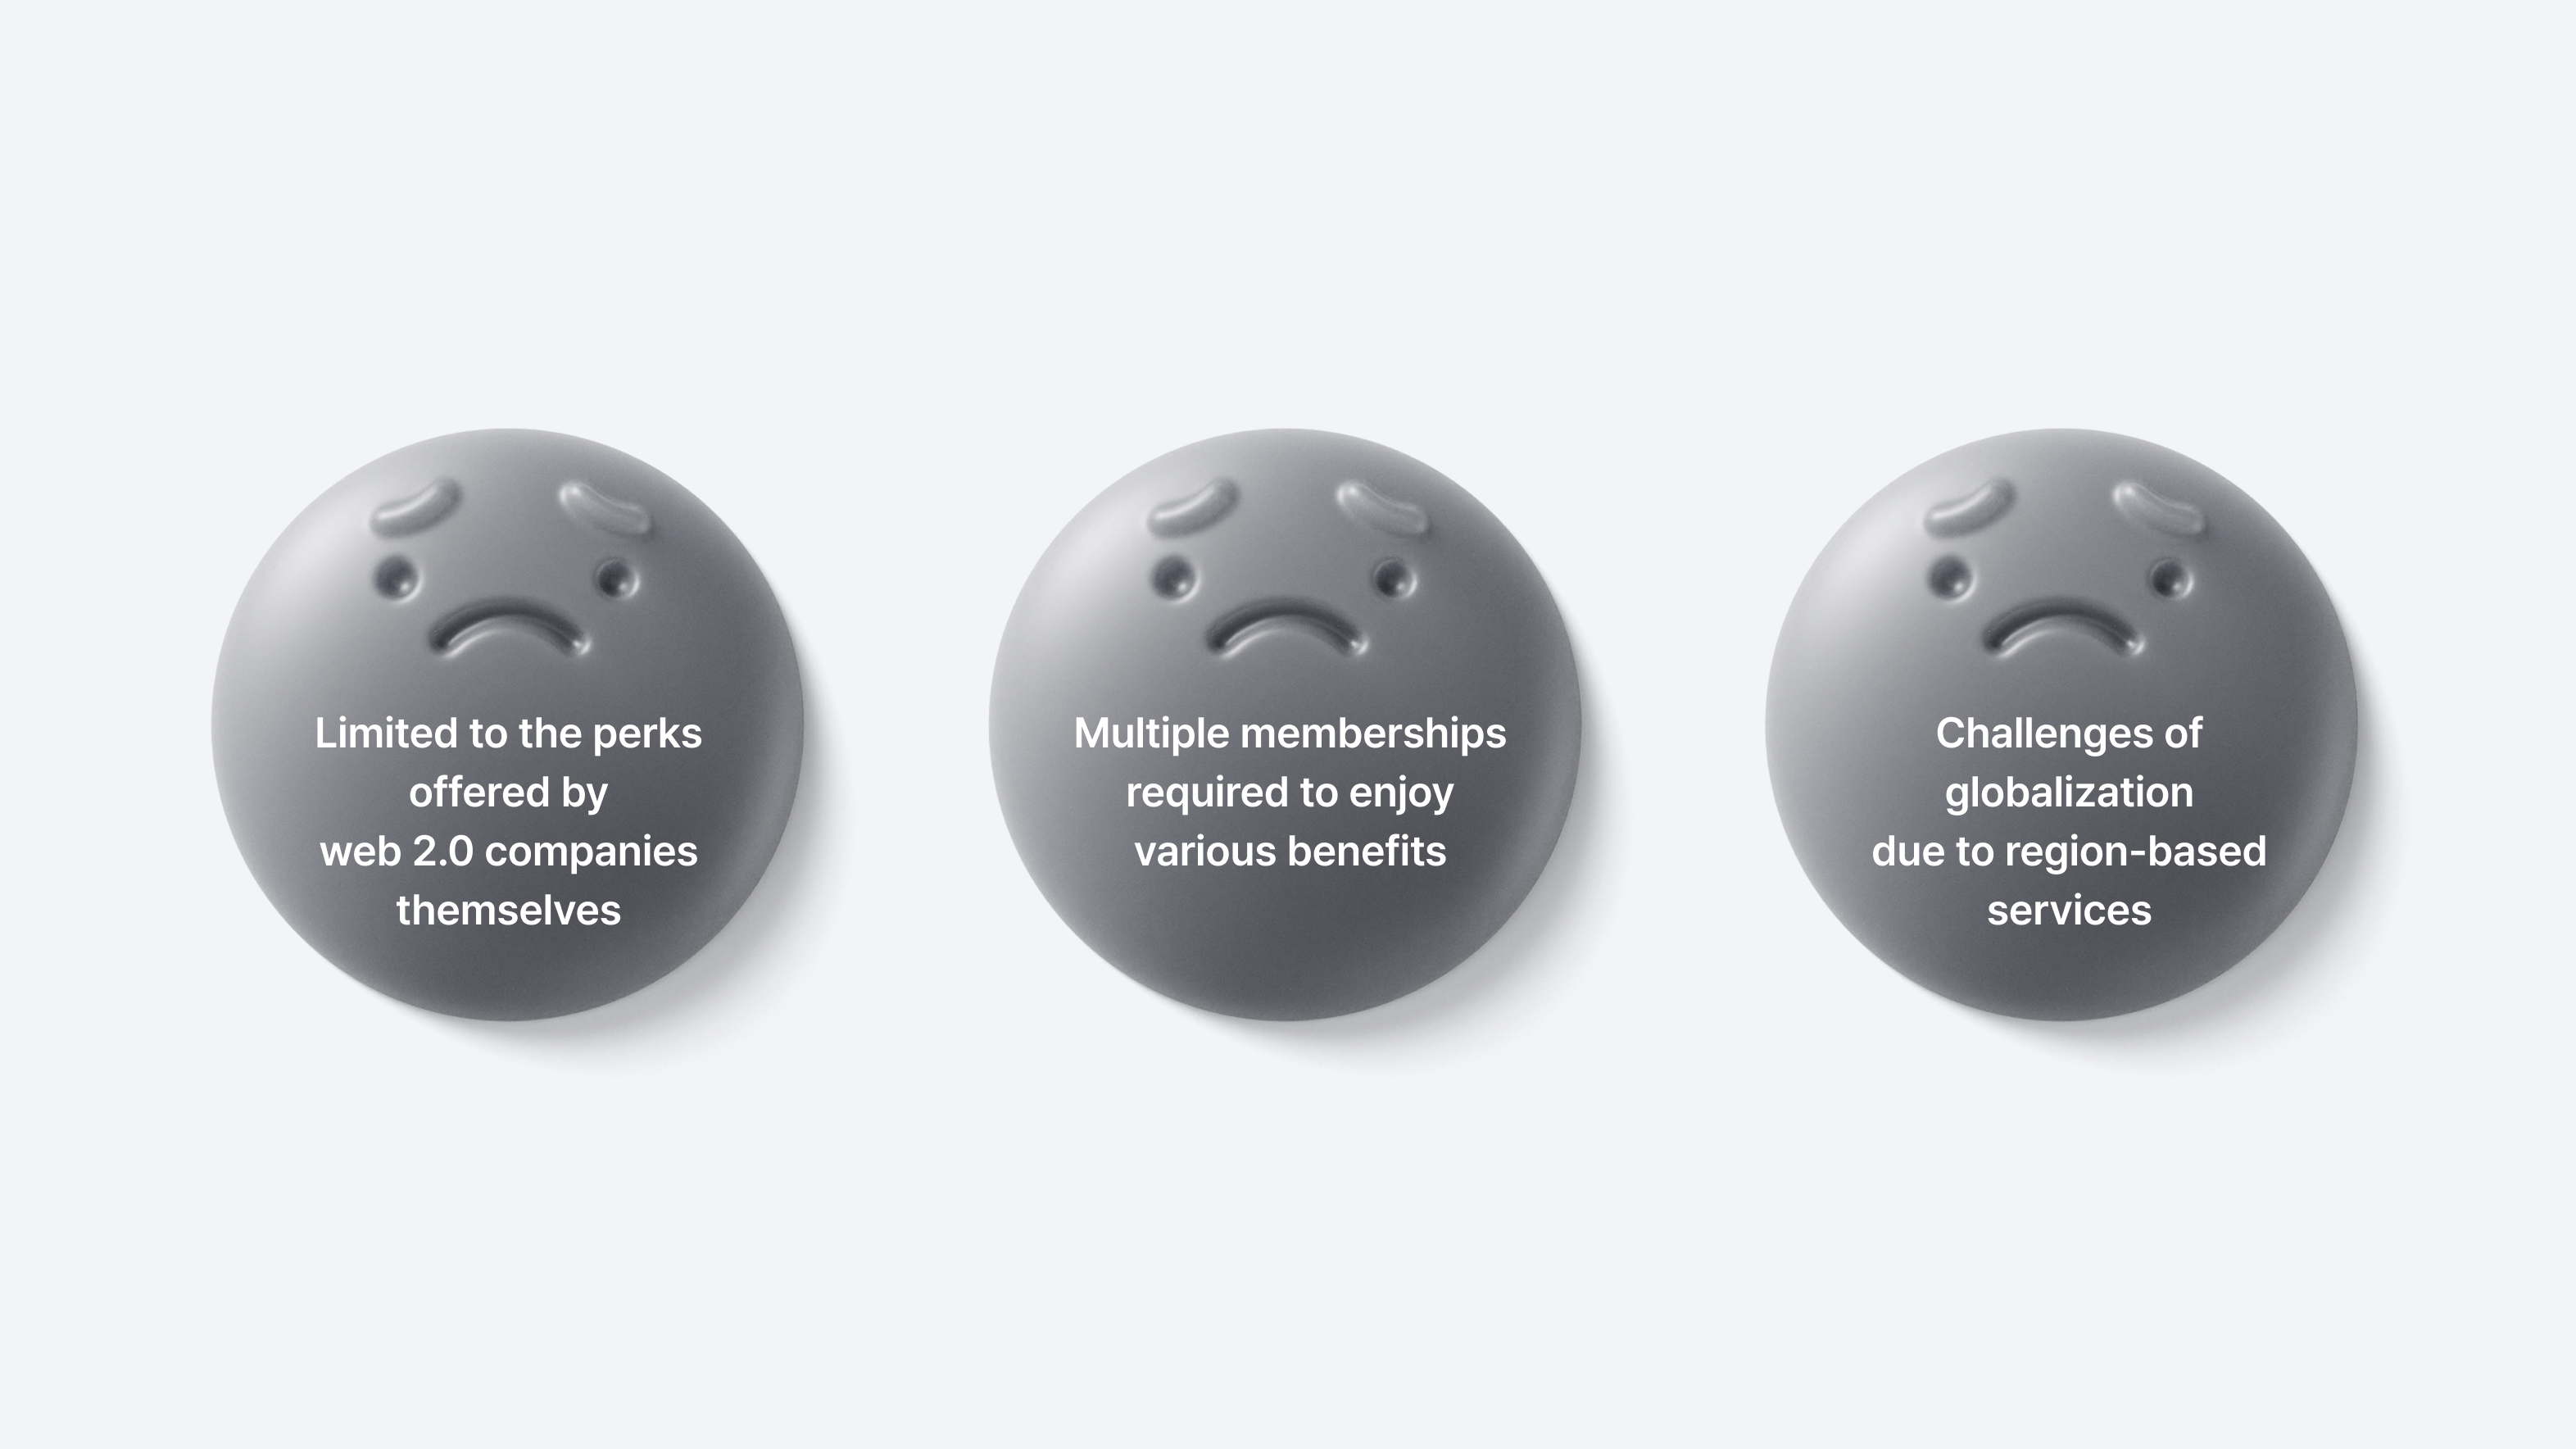 Limited to the perks
offered by
web 2.0 companies
themselves
Multiple memberships
required to enjoy
various benefits
Challenges of
globalization
due to region-based
services